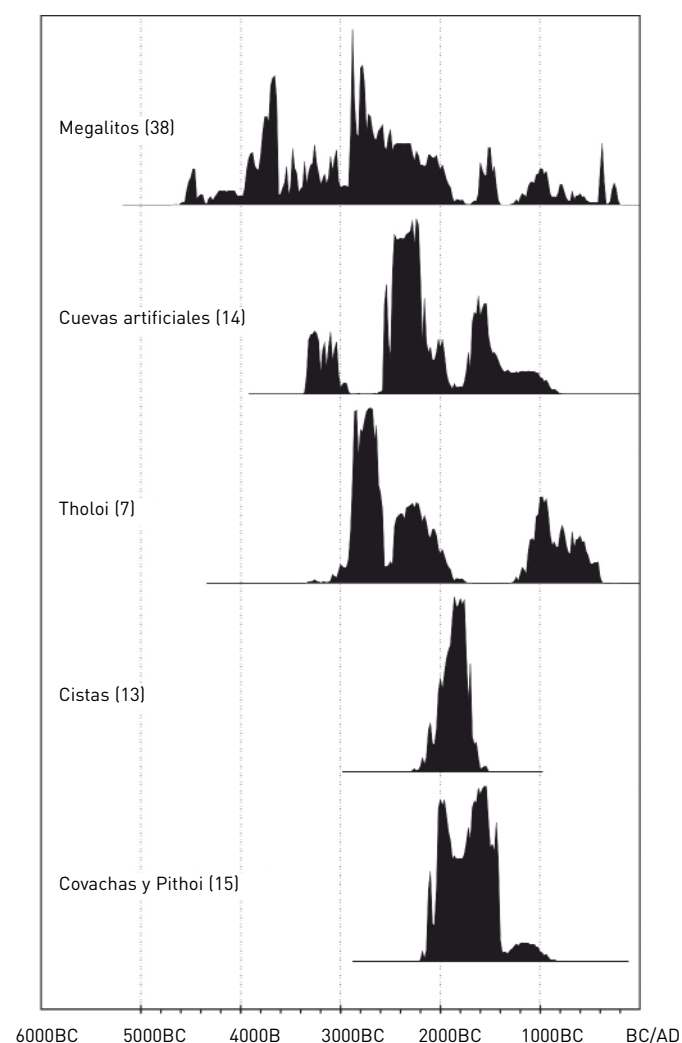 Megalitos (38)
Cuevas artificiales (14)
Tholoi (7)
Cistas (13)
Covachas y Pithoi (15)
6000BC 5000BC 4000B 3000BC 2000BC 1000BC BC/AD